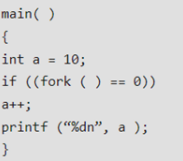 main( )
{
int a = 10;
if ((fork ( ) == 0))
a++;
printf (“%dn”, a );
}